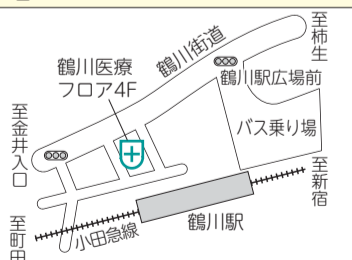 至柿生
鶴川街道
鶴川医療
フロア4F
鶴川駅広場前
至金井入口
バス乗り場
至新宿
鶴川駅
小田急線
至町田